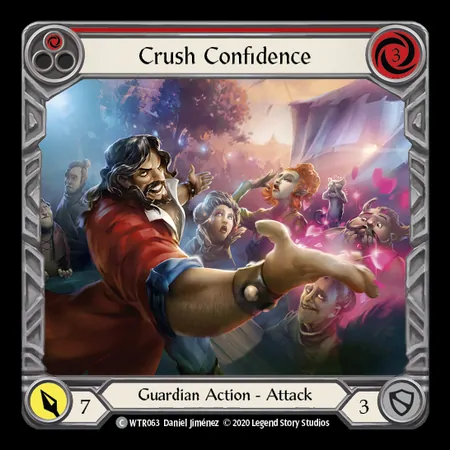 Crush Confidence
3
Guardian Action - Attack
7
3
C WTR063 Daniel Jiménez © 2020 Legend Story Studios